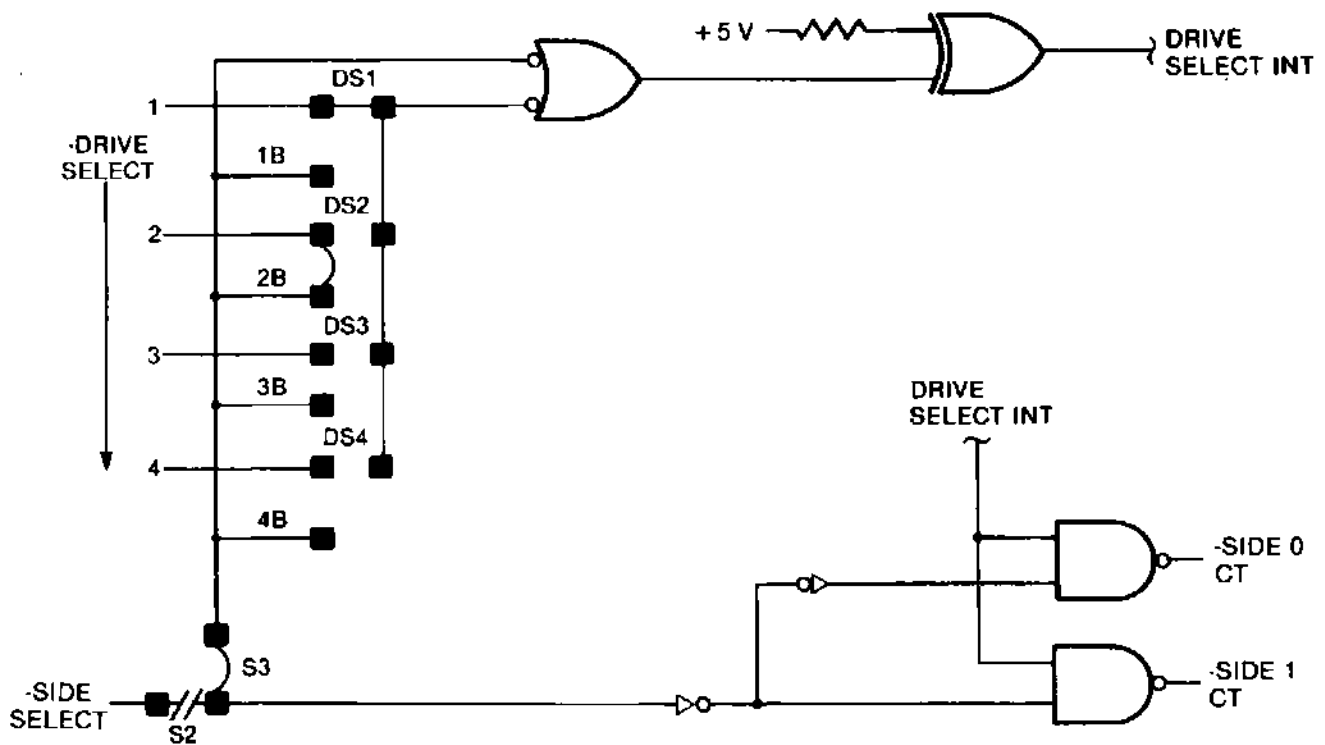 +5 V
DRIVE
SELECT INT
DS1
1
-DRIVE
SELECT
1B
DS2
2
2B
DS3
3
3B
DS4
4
4B
DRIVE
SELECT INT
-SIDE 0
CT
S3
-SIDE
SELECT
S2
-SIDE 1
CT